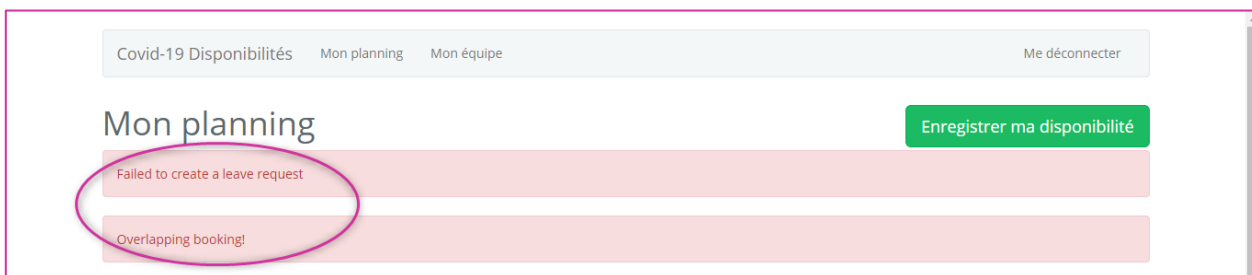 Covid-19 Disponibilités Mon planning Mon équipe Me déconnecter
Mon planning Enregistrer ma disponibilité
Failed to create a leave request
Overlapping booking!